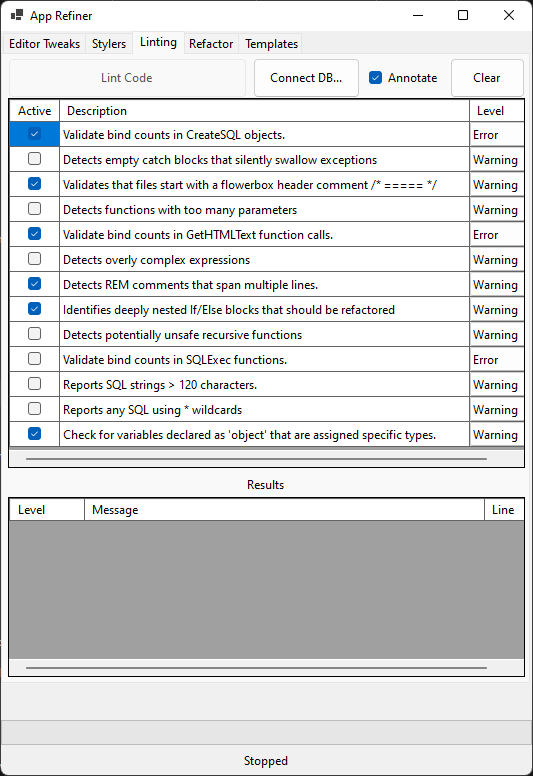 App Refiner
Editor Tweaks Stylers Linting Refactor Templates
Lint Code Connect DB... Annotate Clear
Active Description Level
Validate bind counts in CreateSQL objects. Error
Detects empty catch blocks that silently swallow exceptions Warning
Validates that files start with a flowerbox header comment /* ===== */ Warning
Detects functions with too many parameters Warning
Validate bind counts in GetHTMLText function calls. Error
Detects overly complex expressions Warning
Detects REM comments that span multiple lines. Warning
Identifies deeply nested If/Else blocks that should be refactored Warning
Detects potentially unsafe recursive functions Warning
Validate bind counts in SQLExec functions. Error
Reports SQL strings > 120 characters. Warning
Reports any SQL using * wildcards Warning
Check for variables declared as 'object' that are assigned specific types. Warning
Results
Level Message Line
Stopped